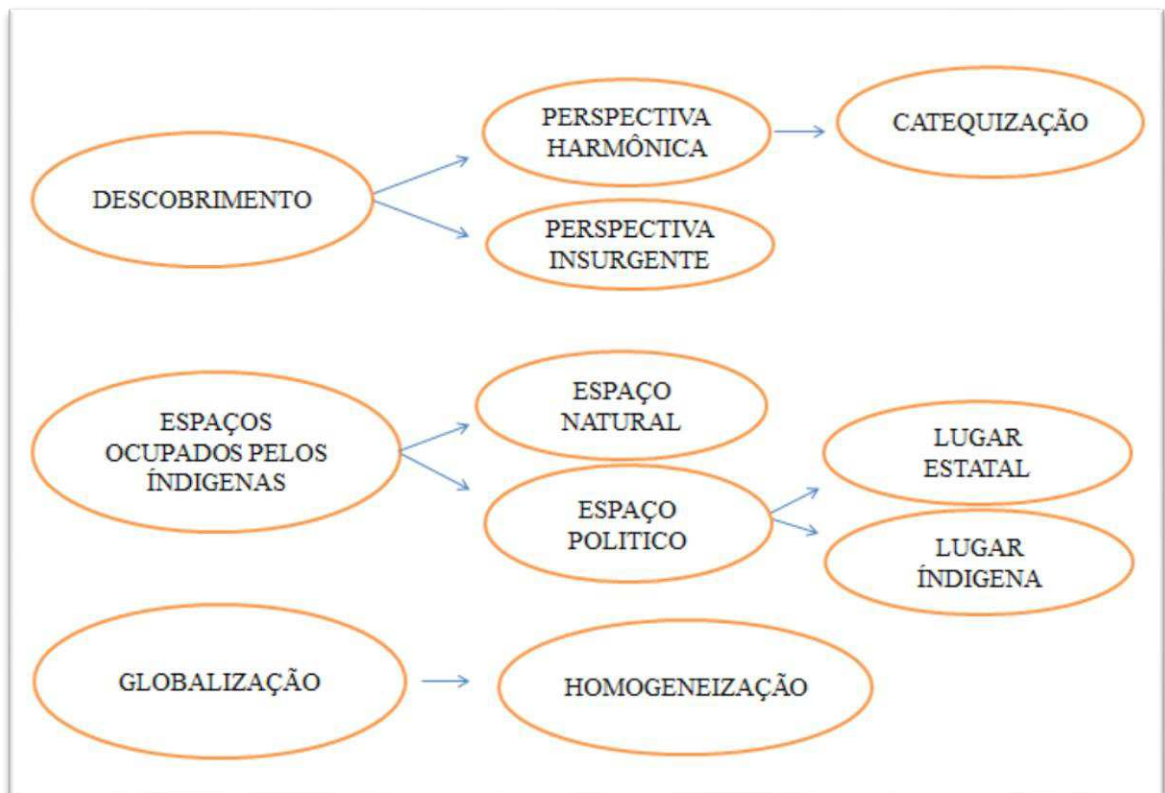 DESCOBRIMENTO
PERSPECTIVA
HARMÔNICA
CATEQUIZAÇÃO
PERSPECTIVA
INSURGENTE
ESPAÇOS
OCUPADOS PELOS
ÍNDIGENAS
ESPAÇO
NATURAL
ESPAÇO
POLITICO
LUGAR
ESTATAL
LUGAR
ÍNDIGENA
GLOBALIZAÇÃO
HOMOGENEIZAÇÃO